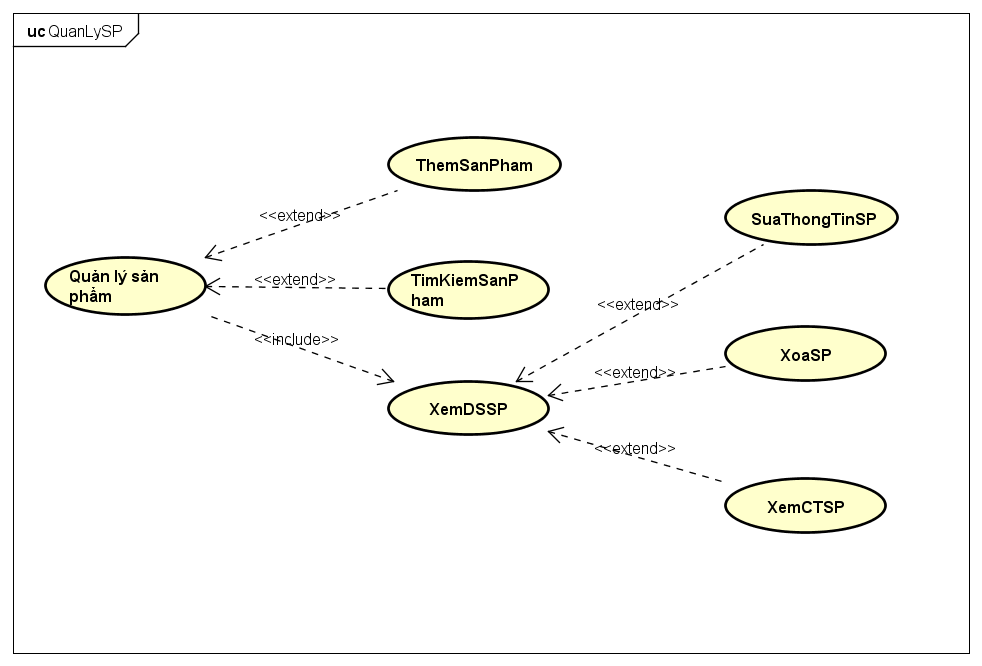 uc QuanLySP
ThemSanPham
<<extend>>
SuaThongTinSP
Quản lý sản
phẩm
<<extend>>
TimKiemSanP
ham
<<extend>>
<<include>>
XoaSP
<<extend>>
XemDSSP
<<extend>>
XemCTSP